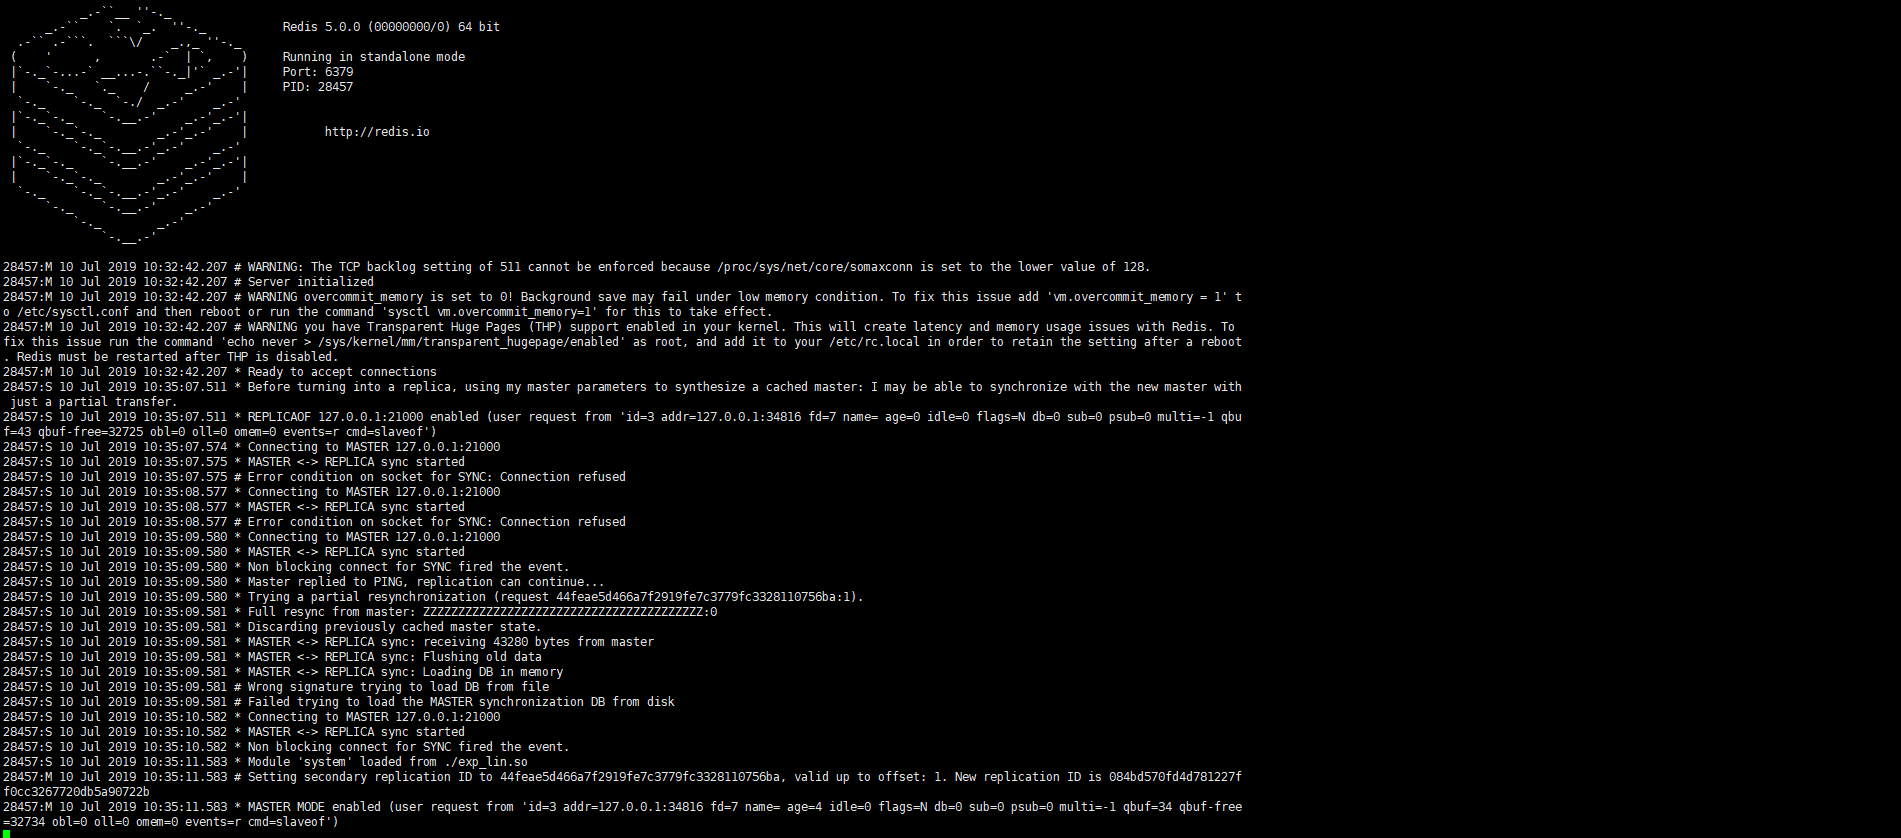 Redis 5.0.0 (00000000/0) 64 bit
Running in standalone mode
Port: 6379
PID: 28457
http://redis.io
28457:M 10 Jul 2019 10:32:42.207 # WARNING: The TCP backlog setting of 511 cannot be enforced because /proc/sys/net/core/somaxconn is set to the lower value of 128.
28457:M 10 Jul 2019 10:32:42.207 # Server initialized
28457:M 10 Jul 2019 10:32:42.207 # WARNING overcommit_memory is set to 0! Background save may fail under low memory condition. To fix this issue add 'vm.overcommit_memory = 1' t
o /etc/sysctl.conf and then reboot or run the command 'sysctl vm.overcommit_memory=1' for this to take effect.
28457:M 10 Jul 2019 10:32:42.207 # WARNING you have Transparent Huge Pages (THP) support enabled in your kernel. This will create latency and memory usage issues with Redis. To
fix this issue run the command 'echo never > /sys/kernel/mm/transparent_hugepage/enabled' as root, and add it to your /etc/rc.local in order to retain the setting after a reboot
. Redis must be restarted after THP is disabled.
28457:M 10 Jul 2019 10:32:42.207 * Ready to accept connections
28457:S 10 Jul 2019 10:35:07.511 * Before turning into a replica, using my master parameters to synthesize a cached master: I may be able to synchronize with the new master with
just a partial transfer.
28457:S 10 Jul 2019 10:35:07.511 * REPLICAOF 127.0.0.1:21000 enabled (user request from 'id=3 addr=127.0.0.1:34816 fd=7 name= age=0 idle=0 flags=N db=0 sub=0 psub=0 multi=-1 qbu
f=43 qbuf-free=32725 obl=0 oll=0 omem=0 events=r cmd=slaveof')
28457:S 10 Jul 2019 10:35:07.574 * Connecting to MASTER 127.0.0.1:21000
28457:S 10 Jul 2019 10:35:07.575 * MASTER <-> REPLICA sync started
28457:S 10 Jul 2019 10:35:07.575 # Error condition on socket for SYNC: Connection refused
28457:S 10 Jul 2019 10:35:08.577 * Connecting to MASTER 127.0.0.1:21000
28457:S 10 Jul 2019 10:35:08.577 * MASTER <-> REPLICA sync started
28457:S 10 Jul 2019 10:35:08.577 # Error condition on socket for SYNC: Connection refused
28457:S 10 Jul 2019 10:35:09.580 * Connecting to MASTER 127.0.0.1:21000
28457:S 10 Jul 2019 10:35:09.580 * MASTER <-> REPLICA sync started
28457:S 10 Jul 2019 10:35:09.580 * Non blocking connect for SYNC fired the event.
28457:S 10 Jul 2019 10:35:09.580 * Master replied to PING, replication can continue...
28457:S 10 Jul 2019 10:35:09.580 * Trying a partial resynchronization (request 44feae5d466a7f2919fe7c3779fc3328110756ba:1).
28457:S 10 Jul 2019 10:35:09.581 * Full resync from master: ZZZZZZZZZZZZZZZZZZZZZZZZZZZZZZZZZZZZZZZZ:0
28457:S 10 Jul 2019 10:35:09.581 * Discarding previously cached master state.
28457:S 10 Jul 2019 10:35:09.581 * MASTER <-> REPLICA sync: receiving 43280 bytes from master
28457:S 10 Jul 2019 10:35:09.581 * MASTER <-> REPLICA sync: Flushing old data
28457:S 10 Jul 2019 10:35:09.581 * MASTER <-> REPLICA sync: Loading DB in memory
28457:S 10 Jul 2019 10:35:09.581 # Wrong signature trying to load DB from file
28457:S 10 Jul 2019 10:35:09.581 # Failed trying to load the MASTER synchronization DB from disk
28457:S 10 Jul 2019 10:35:10.582 * Connecting to MASTER 127.0.0.1:21000
28457:S 10 Jul 2019 10:35:10.582 * MASTER <-> REPLICA sync started
28457:S 10 Jul 2019 10:35:10.582 * Non blocking connect for SYNC fired the event.
28457:S 10 Jul 2019 10:35:11.583 * Module 'system' loaded from ./exp_lin.so
28457:M 10 Jul 2019 10:35:11.583 # Setting secondary replication ID to 44feae5d466a7f2919fe7c3779fc3328110756ba, valid up to offset: 1. New replication ID is 084bd570fd4d781227f
f0cc3267720db5a90722b
28457:M 10 Jul 2019 10:35:11.583 * MASTER MODE enabled (user request from 'id=3 addr=127.0.0.1:34816 fd=7 name= age=4 idle=0 flags=N db=0 sub=0 psub=0 multi=-1 qbuf=34 qbuf-free
=32734 obl=0 oll=0 omem=0 events=r cmd=slaveof')